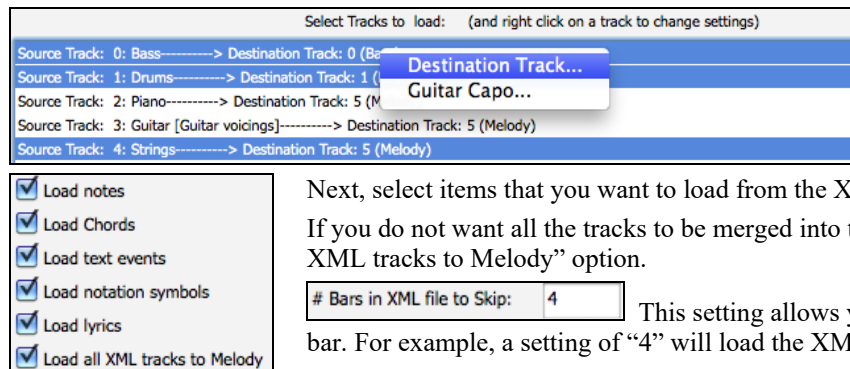 Select Tracks to load: (and right click on a track to change settings)
Source Track: 0: Bass----------> Destination Track: 0
Destination Track...
Source Track: 1: Drums----------> Destination Track: 1
Guitar Capo...
Source Track: 2: Piano----------> Destination Track: 5
Source Track: 3: Guitar [Guitar voicings]----------> Destination Track: 5 (Melody)
Source Track: 4: Strings----------> Destination Track: 5 (Melody)
Load notes
Load Chords
Load text events
Load notation symbols
Load lyrics
Load all XML tracks to Melody
Next, select items that you want to load from the
If you do not want all the tracks to be merged into
XML tracks to Melody” option.
# Bars in XML file to Skip: 4
This setting allows
bar. For example, a setting of “4” will load the